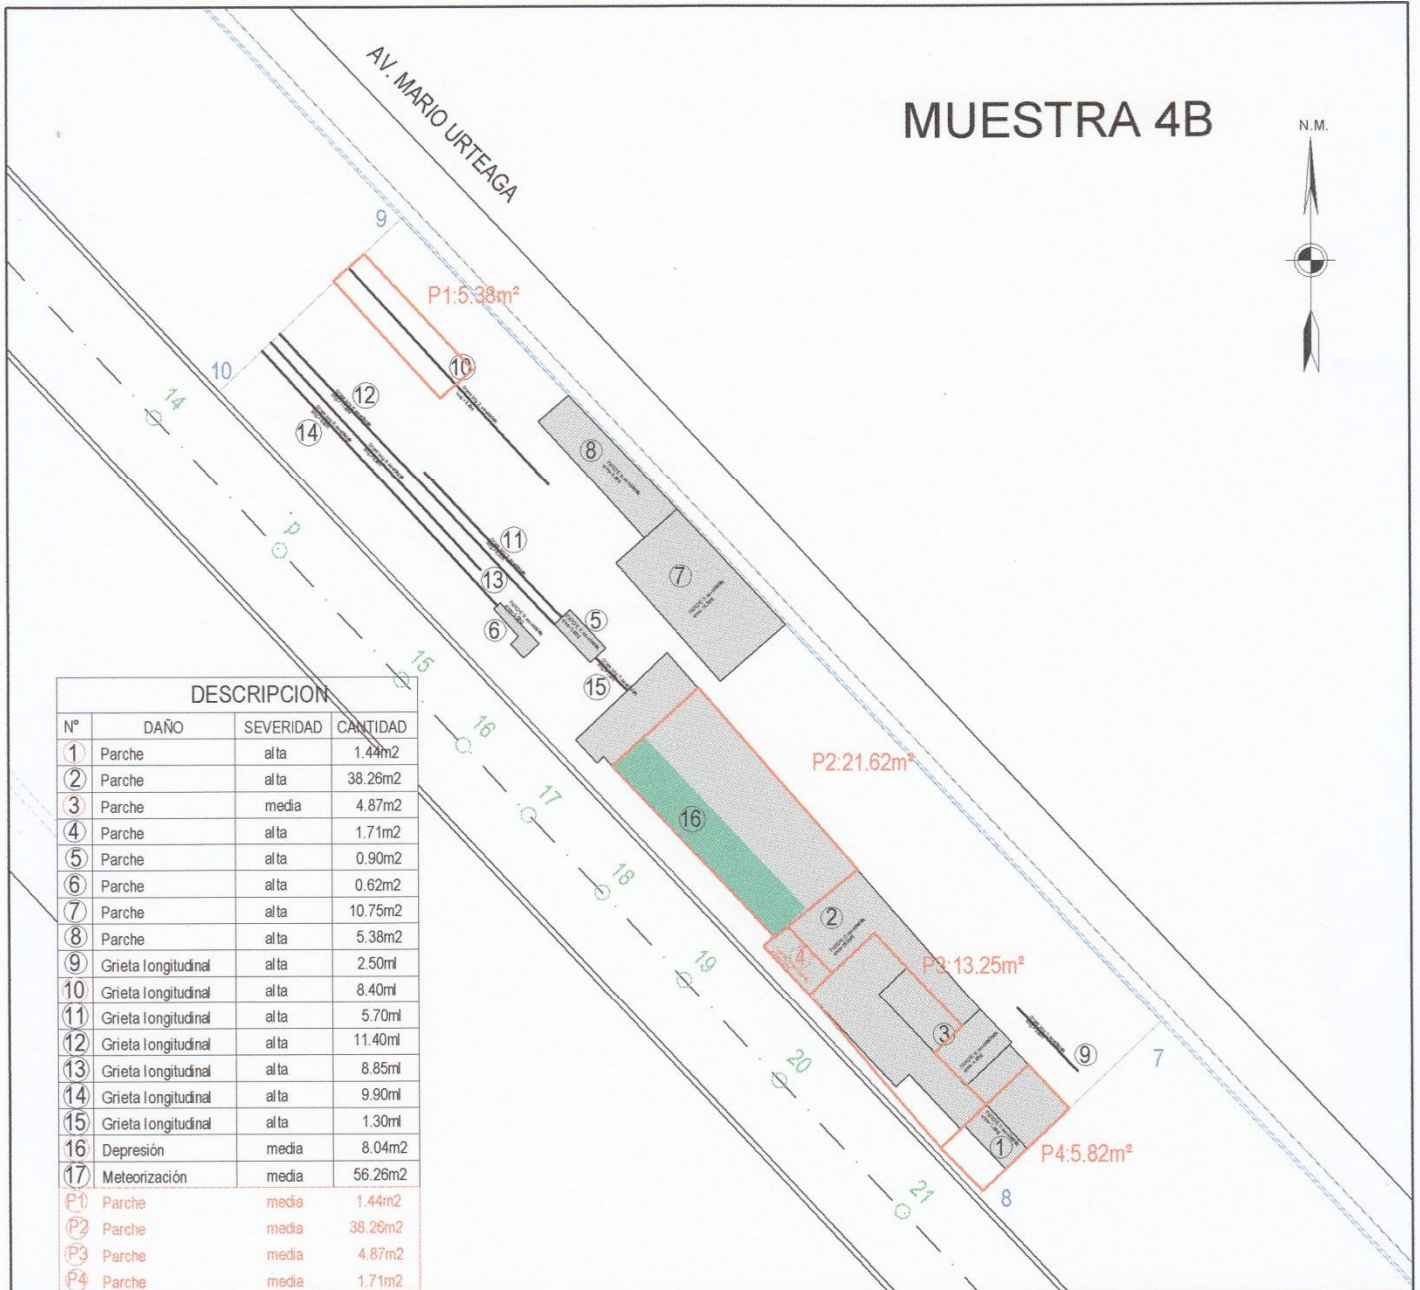 MUESTRA 4B
N.M.
AV. MARIO URTEAGA
9
P1:5.38m²
10
10
14
12
14
8
p
11
7
13
5
6
15
15
16
P2:21.62m²
17
16
18
2
4
19
P3:13.25m²
3
9
7
20
1
P4:5.82m²
8
21
DESCRIPCION
N° DAÑO SEVERIDAD CANTIDAD
1 Parche alta 1.44m2
2 Parche alta 38.26m2
3 Parche media 4.87m2
4 Parche alta 1.71m2
5 Parche alta 0.90m2
6 Parche alta 0.62m2
7 Parche alta 10.75m2
8 Parche alta 5.38m2
9 Grieta longitudinal alta 2.50ml
10 Grieta longitudinal alta 8.40ml
11 Grieta longitudinal alta 5.70ml
12 Grieta longitudinal alta 11.40ml
13 Grieta longitudinal alta 8.85ml
14 Grieta longitudinal alta 9.90ml
15 Grieta longitudinal alta 1.30ml
16 Depresión media 8.04m2
17 Meteorización media 56.26m2
P1 Parche media 1.44m2
P2 Parche media 38.26m2
P3 Parche media 4.87m2
P4 Parche media 1.71m2